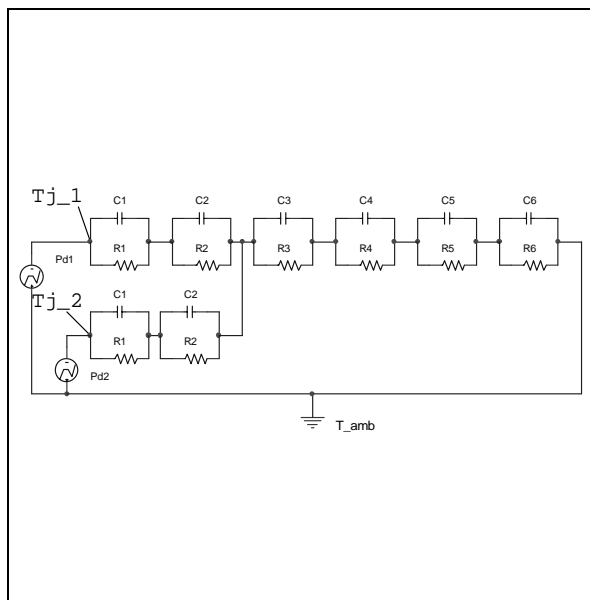 Tj_1
C1 C2 C3 C4 C5 C6
R1 R2 R3 R4 R5 R6
Pd1
Tj_2
C1 C2
R1 R2
Pd2
T_amb